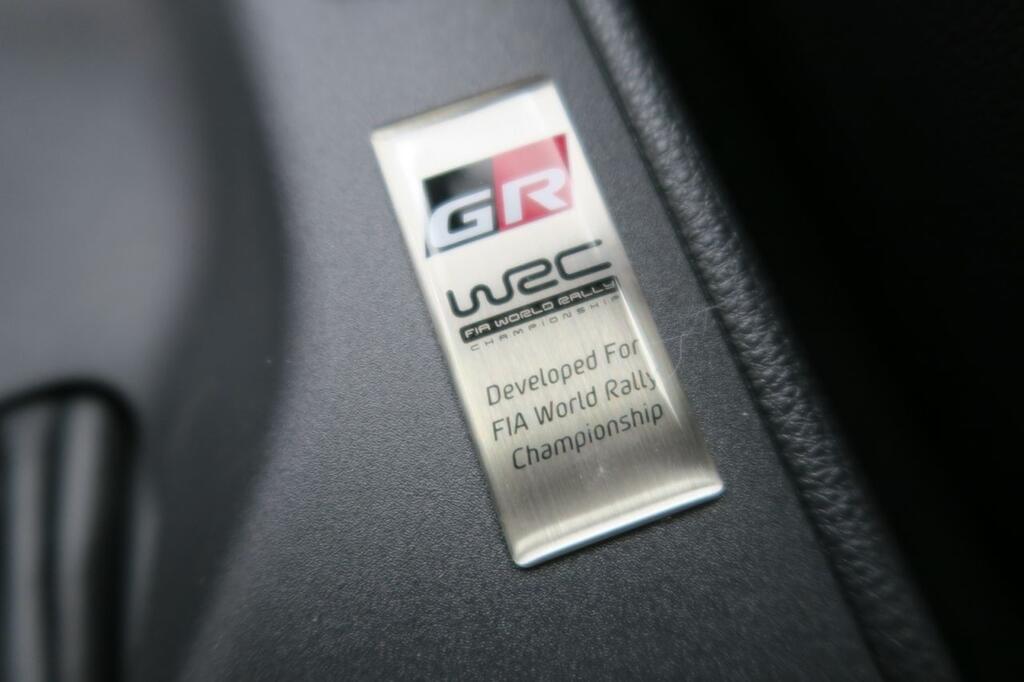 GR
WRC
FIA WORLD RALLY
CHAMPIONSHIP
Developed For
FIA World Rally
Championship